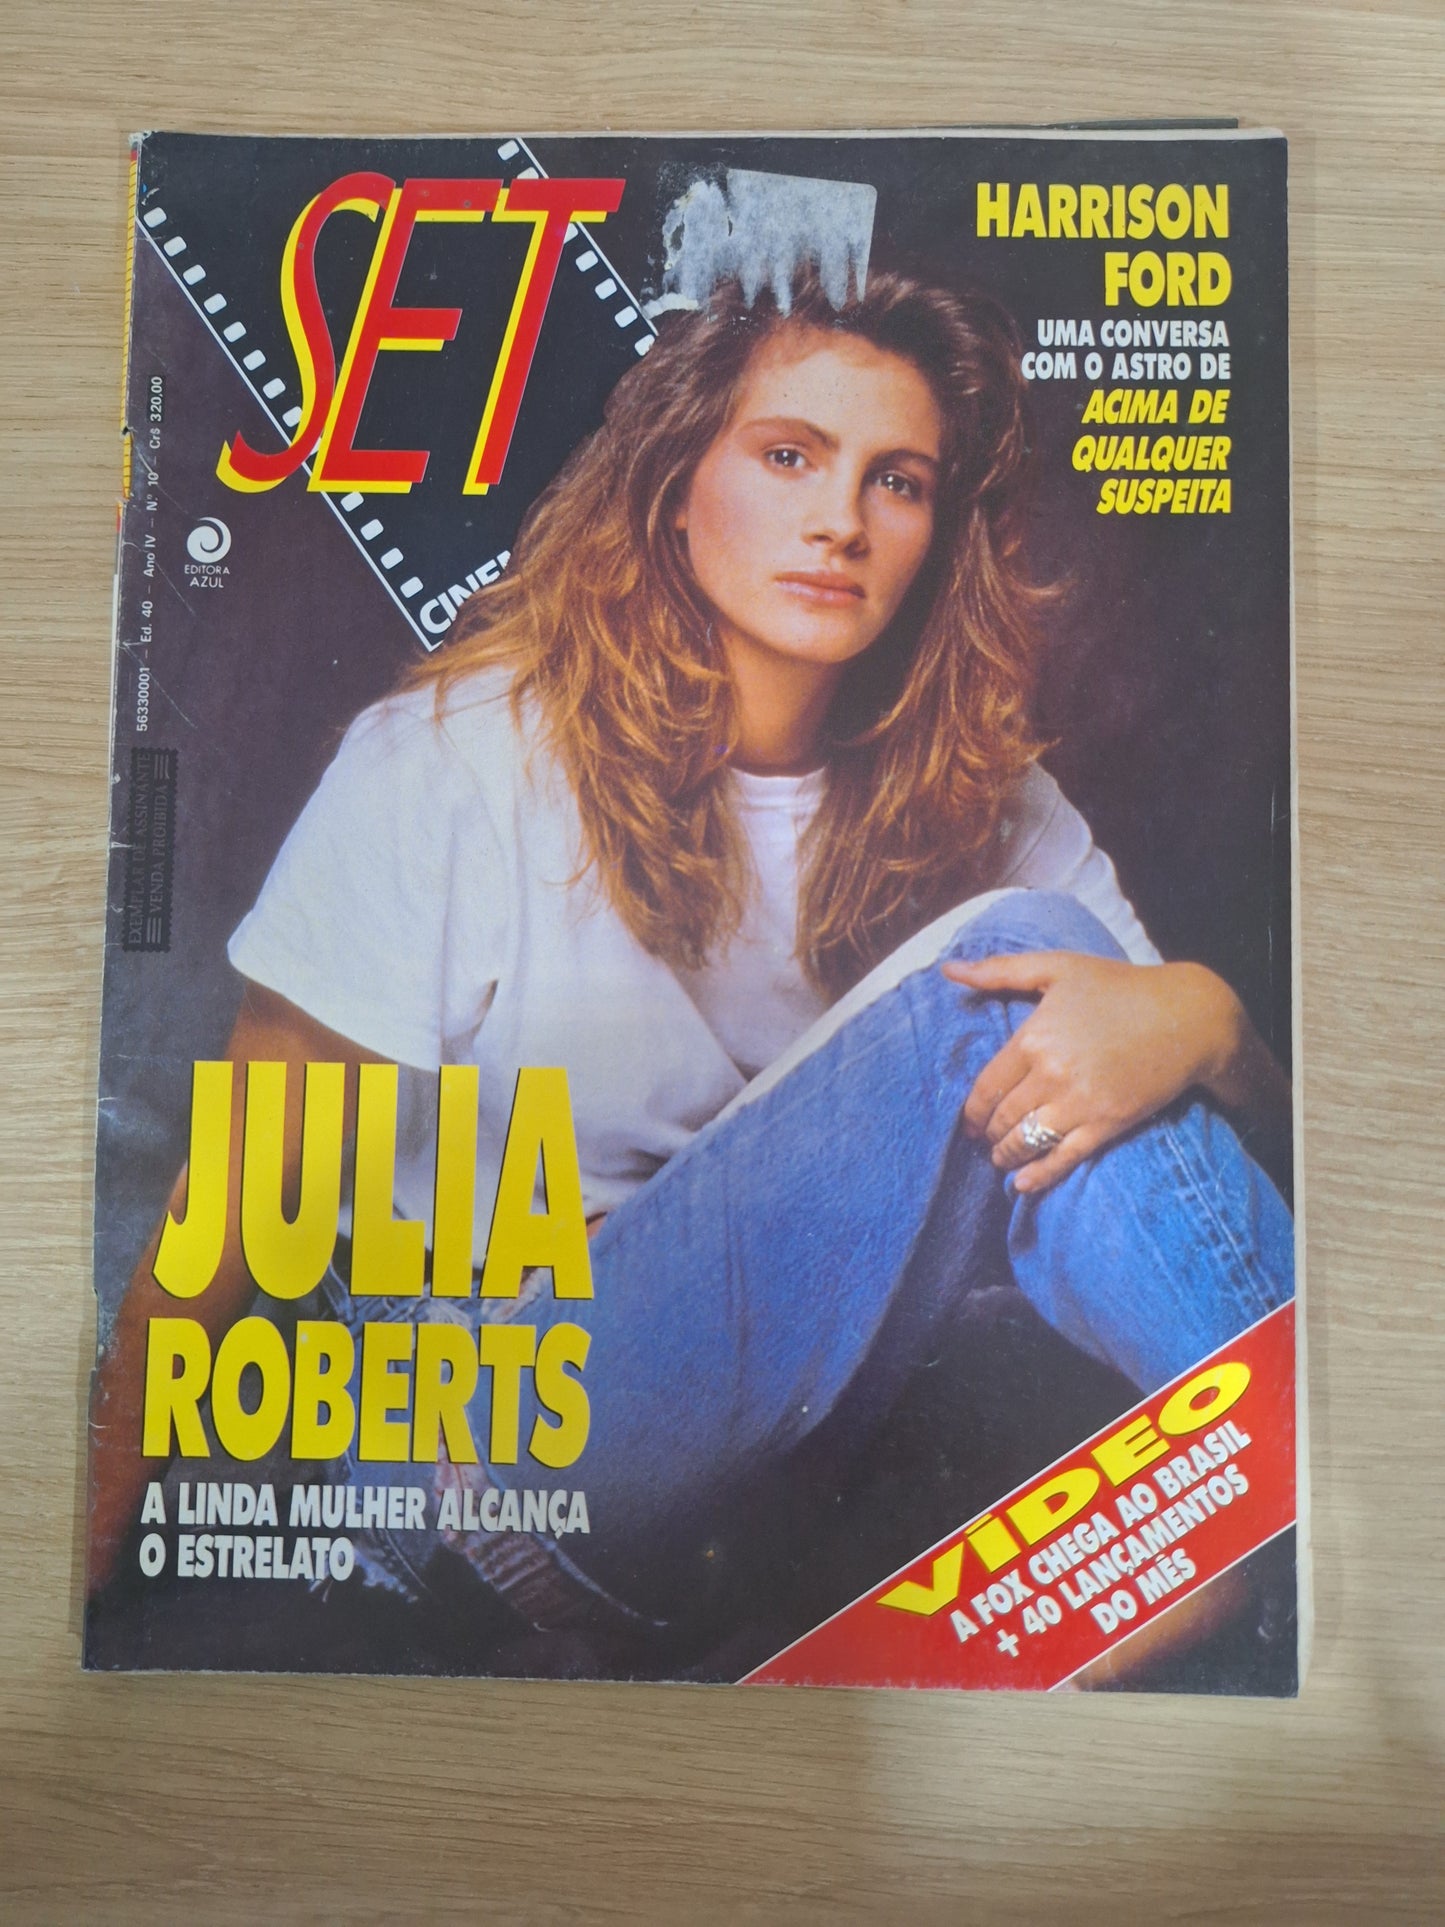 SET
CINEM
HARRISON
FORD
UMA CONVERSA
COM O ASTRO DE
ACIMA DE
QUALQUER
SUSPEITA
EDITORA
AZUL
56330001 – Ed. 40 – Ano IV – N.º 10 – Cr$ 320,00
EXEMPLAR DE ASSINANTE
VENDA PROIBIDA
JULIA
ROBERTS
A LINDA MULHER ALCANÇA
O ESTRELATO
VÍDEO
A FOX CHEGA AO BRASIL
+ 40 LANÇAMENTOS
DO MÊS